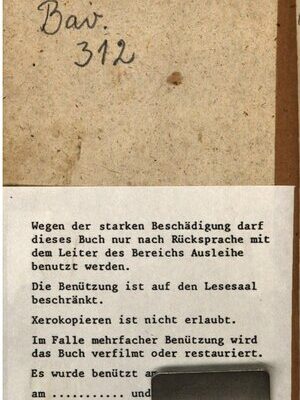 Bav.
312
Wegen der starken Beschädigung darf
dieses Buch nur nach Rücksprache mit
dem Leiter des Bereichs Ausleihe
benutzt werden.
Die Benützung ist auf den Lesesaal
beschränkt.
Xerokopieren ist nicht erlaubt.
Im Falle mehrfacher Benützung wird
das Buch verfilmt oder restauriert.
Es wurde benützt am
am ........... und